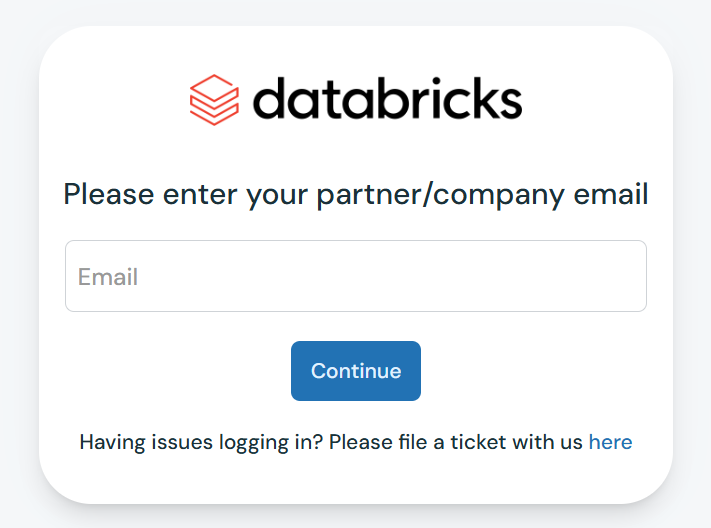 databricks
Please enter your partner/company email
Email
Continue
Having issues logging in? Please file a ticket with us here